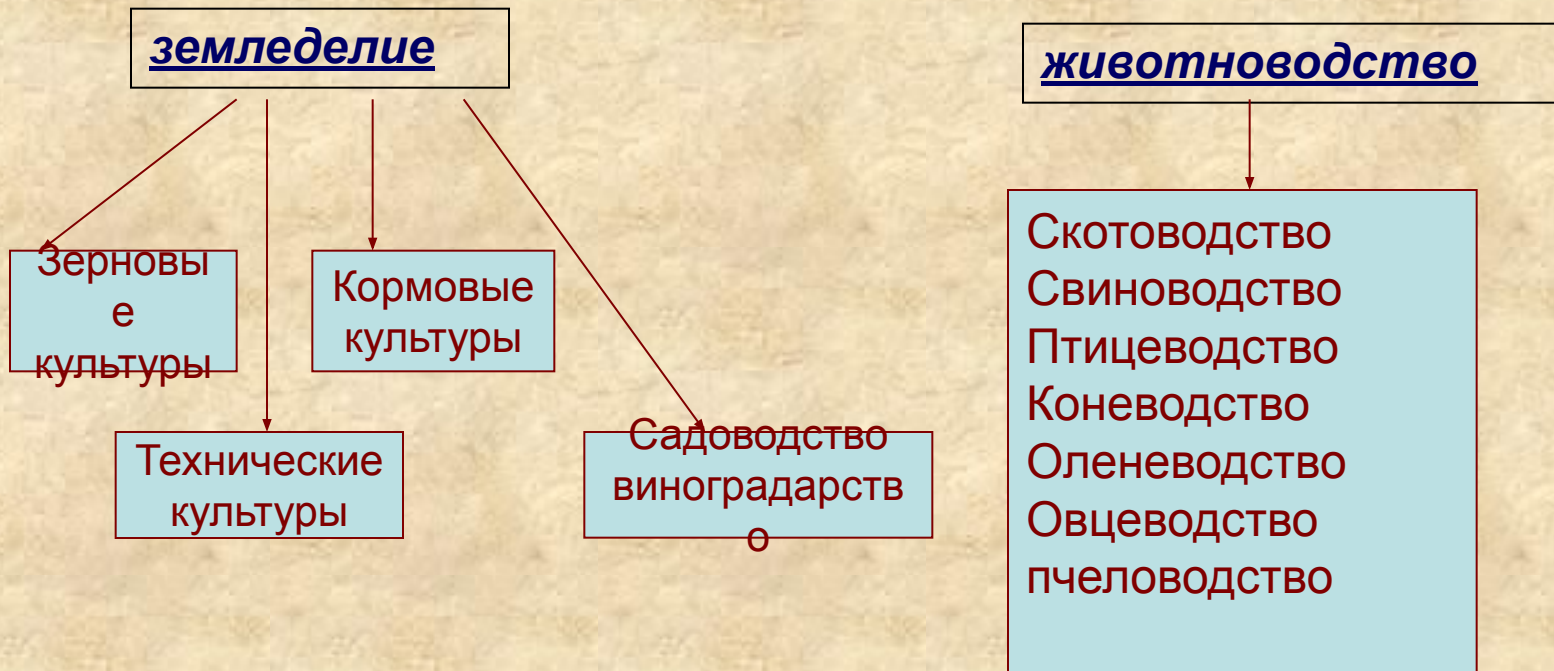 земледелие
животноводство
Зерновы
е
культуры
Кормовые
культуры
Технические
культуры
Садоводство
виноградарств
о
Скотоводство
Свиноводство
Птицеводство
Коневодство
Оленеводство
Овцеводство
пчеловодство